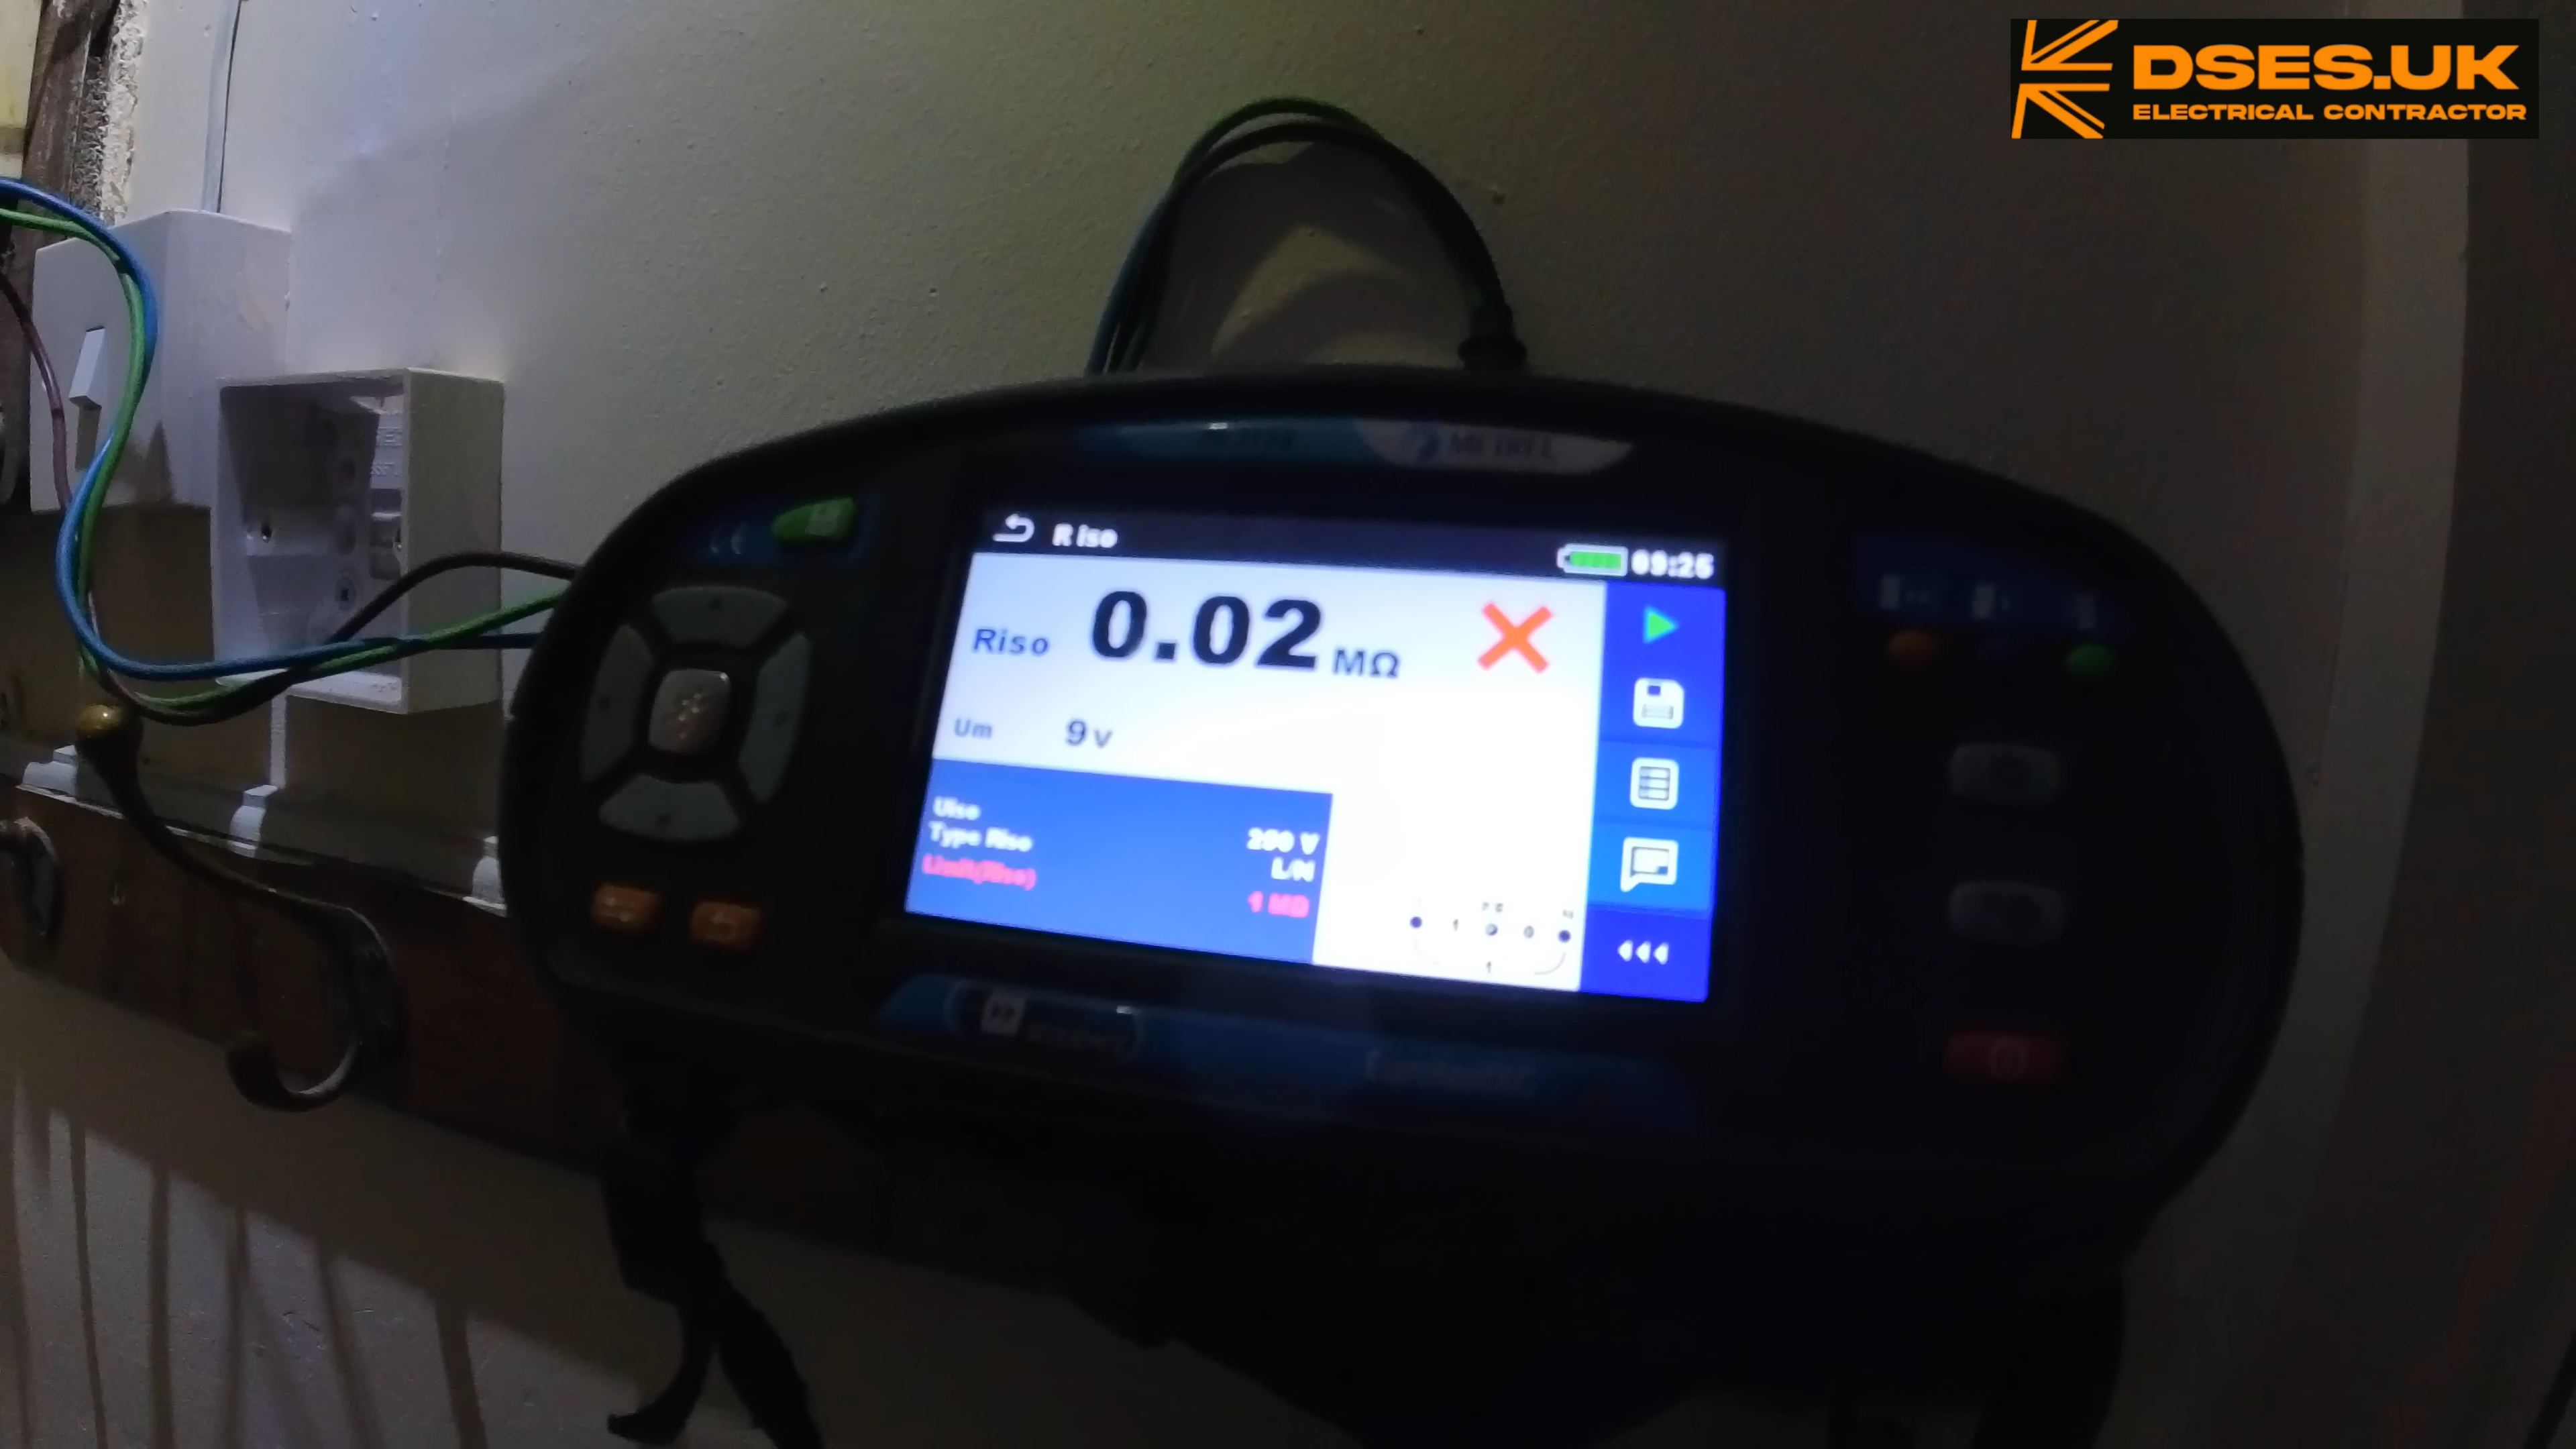 DSES.UK
ELECTRICAL CONTRACTOR
METREL
R iso
09:25
Riso 0.02 MΩ
Um 9 V
Uiso 250 V
Type Riso L/N
Limit(Riso) 1 MΩ